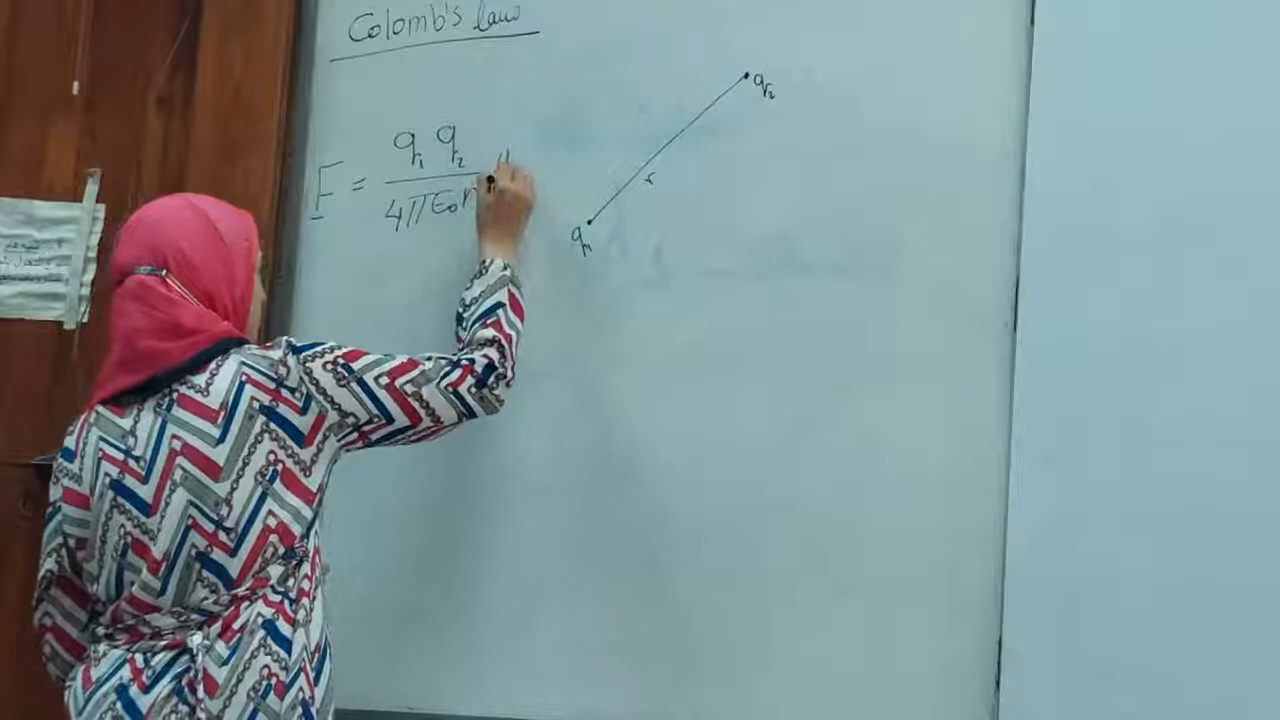 Colomb's law
q₂
F = q₁ q₂ / 4πϵ₀r
r
q₁